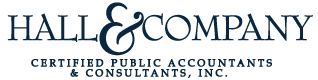 HALL & COMPANY
CERTIFIED PUBLIC ACCOUNTANTS
& CONSULTANTS, INC.